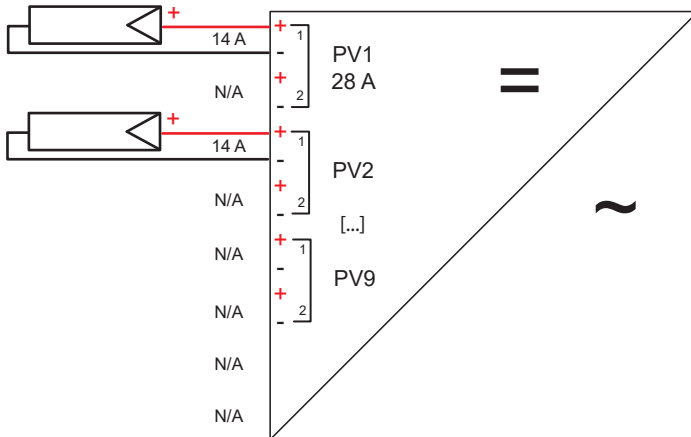 +
+
14 A
1
-
PV1
28 A
=
+
N/A
2
-
+
+
14 A
1
-
PV2
~
+
N/A
2
-
[...]
N/A
+
1
-
PV9
+
N/A
2
-
N/A
N/A